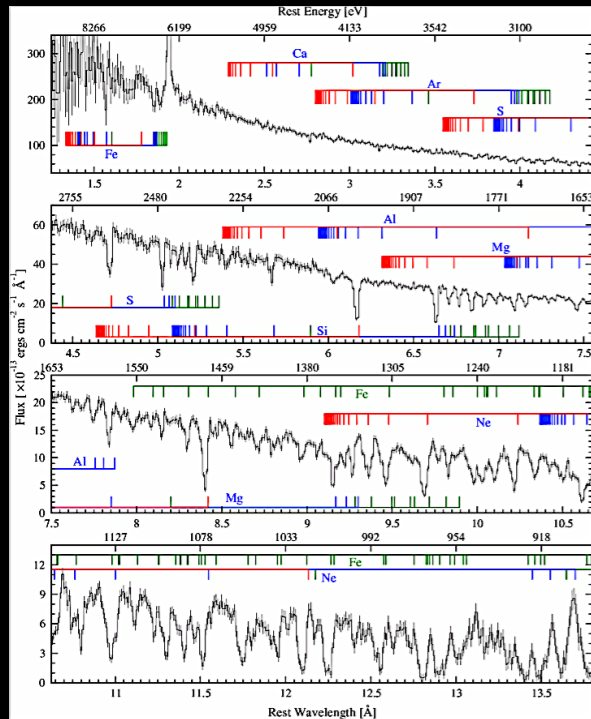 Rest Energy [eV]
8266 6199 4959 4133 3542 3100
300
200
100
Ca
Ar
S
Fe
1.5 2 2.5 3 3.5 4
2755 2480 2254 2066 1907 1771 1653
60
40
20
0
Al
Mg
S
Si
4.5 5 5.5 6 6.5 7 7.5
1653 1550 1459 1380 1305 1240 1181
25
20
15
10
5
0
Fe
Ne
Al
Mg
7.5 8 8.5 9 9.5 10 10.5
Flux [ ×10⁻¹³ ergs cm⁻² s⁻¹ Å⁻¹]
1127 1078 1033 992 954 918
12
9
6
3
0
Fe
Ne
11 11.5 12 12.5 13 13.5
Rest Wavelength [Å]